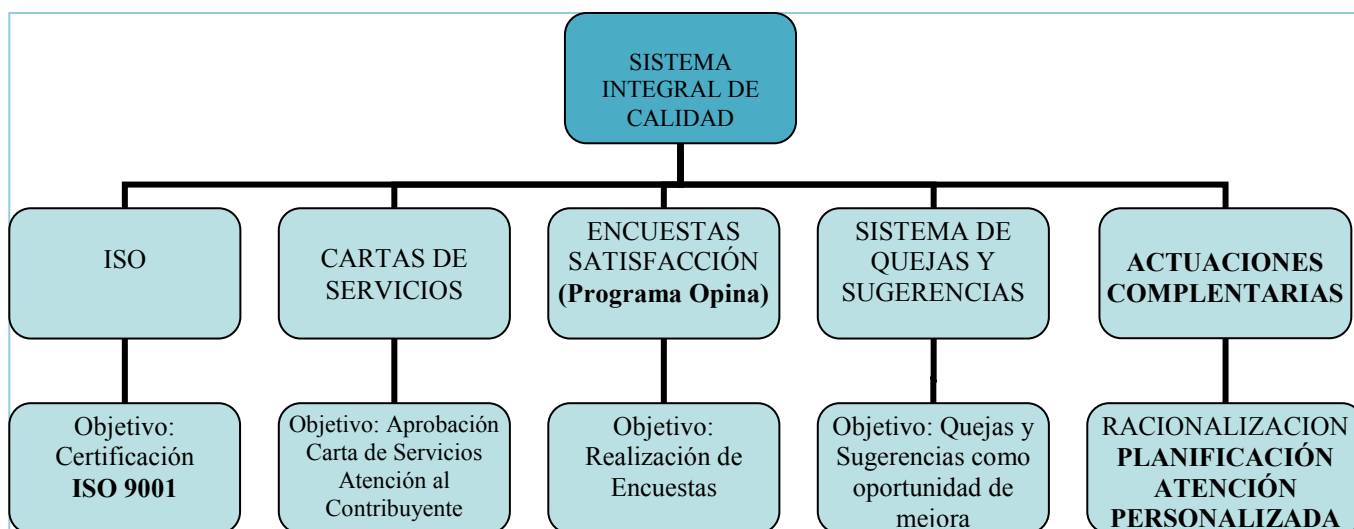 SISTEMA
INTEGRAL DE
CALIDAD
ISO
CARTAS DE
SERVICIOS
ENCUESTAS
SATISFACCIÓN
(Programa Opina)
SISTEMA DE
QUEJAS Y
SUGERENCIAS
ACTUACIONES
COMPLENTARIAS
Objetivo:
Certificación
ISO 9001
Objetivo: Aprobación
Carta de Servicios
Atención al
Contribuyente
Objetivo:
Realización de
Encuestas
Objetivo: Quejas y
Sugerencias como
oportunidad de
mejora
RACIONALIZACION
PLANIFICACIÓN
ATENCIÓN
PERSONALIZADA